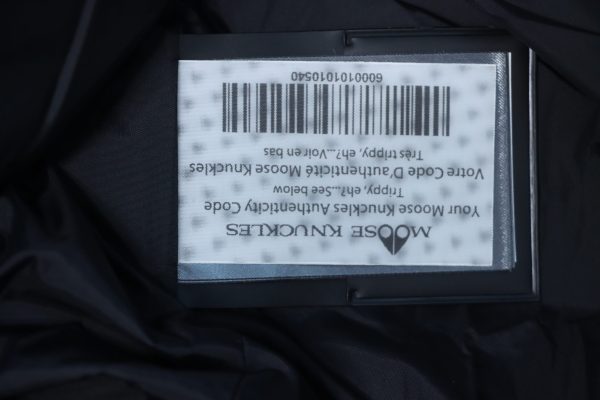 MOOSE KNUCKLES
Your Moose Knuckles Authenticity Code
Trippy, eh?...See below
Votre Code D'authenticité Moose Knuckles
Très trippy, eh?...Voir en bas
600010101010540